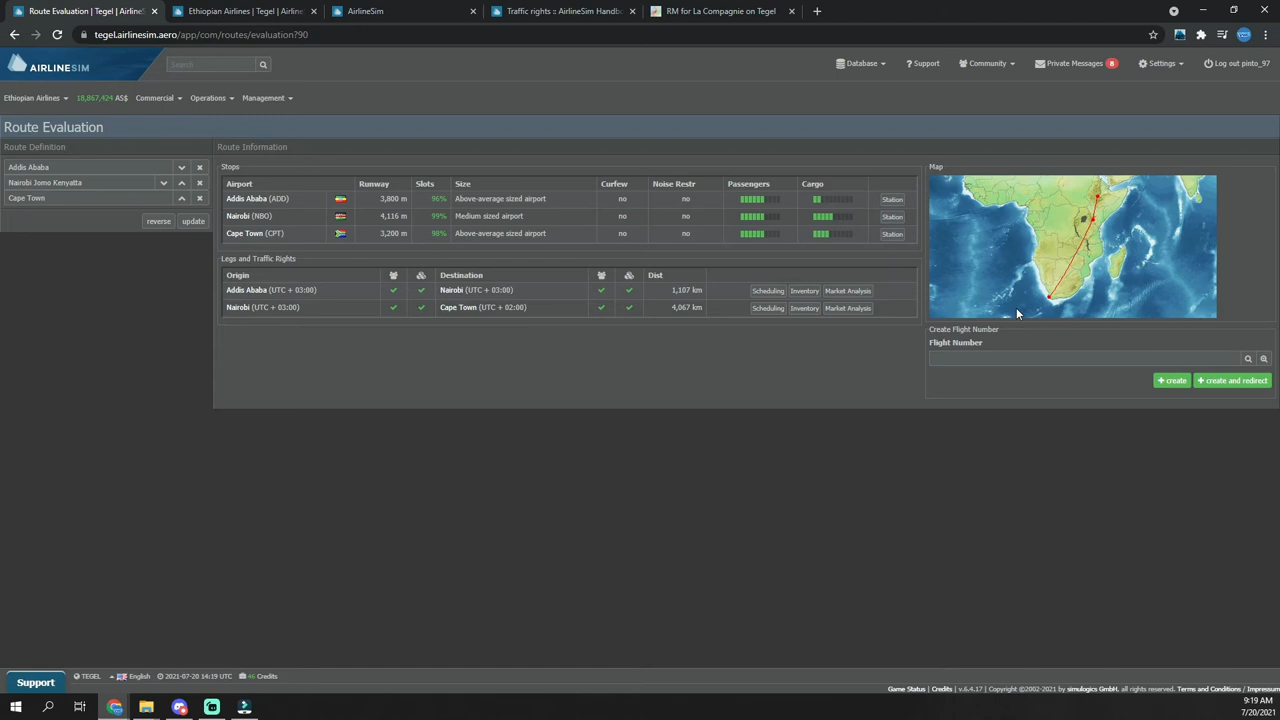 Route Evaluation | Tegel | AirlineS
Ethiopian Airlines | Tegel | Airline
AirlineSim
Traffic rights :: AirlineSim Handb
RM for La Compagnie on Tegel
tegel.airlinesim.aero/app/com/routes/evaluation?90
AIRLINESIM
Search
Database
Support
Community
Private Messages 8
Settings
Log out pinto_97
Ethiopian Airlines
18,867,424 AS$
Commercial
Operations
Management
Route Evaluation
Route Definition
Addis Ababa
Nairobi Jomo Kenyatta
Cape Town
reverse
update
Route Information
Stops
Airport Runway Slots Size Curfew Noise Restr Passengers Cargo
Addis Ababa (ADD) 3,800 m 96% Above-average sized airport no no Station
Nairobi (NBO) 4,116 m 99% Medium sized airport no no Station
Cape Town (CPT) 3,200 m 98% Above-average sized airport no no Station
Legs and Traffic Rights
Origin Destination Dist
Addis Ababa (UTC + 03:00) Nairobi (UTC + 03:00) 1,107 km Scheduling Inventory Market Analysis
Nairobi (UTC + 03:00) Cape Town (UTC + 02:00) 4,067 km Scheduling Inventory Market Analysis
Map
Create Flight Number
Flight Number
+ create
+ create and redirect
Support
TEGEL
English
2021-07-20 14:19 UTC
46 Credits
Game Status | Credits | v.6.4.17 | Copyright ©2002-2021 simulogics GmbH. All rights reserved. Terms and Conditions / Impressum
9:19 AM
7/20/2021